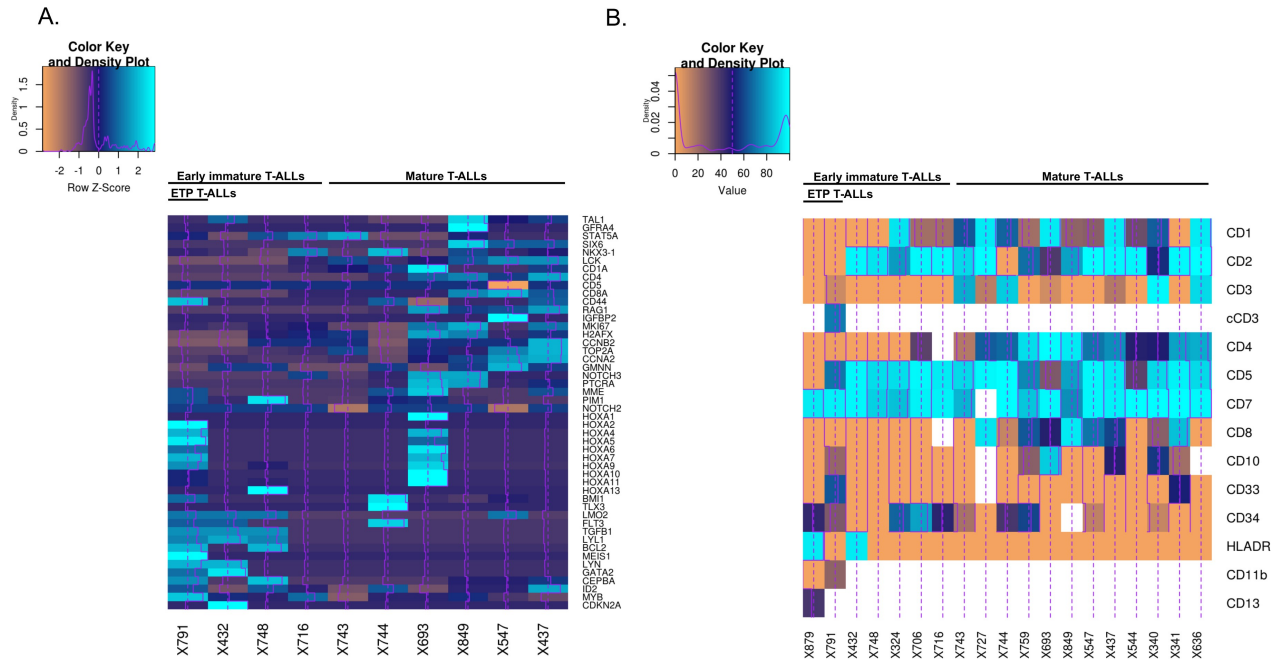 A.
Color Key
and Density Plot
Density
0 0.5 1 1.5
-2 -1 0 1 2
Row Z-Score
Early immature T-ALLs
Mature T-ALLs
ETP T-ALLs
TAL1
GFRA4
STAT5A
SIX6
NKX3-1
LCK
CD1A
CD4
CD5
CD8A
CD44
RAG1
IGFBP2
MKI67
H2AFX
CCNB2
TOP2A
CCNA2
GMNN
NOTCH3
PTCRA
MME
PIM1
NOTCH2
HOXA1
HOXA2
HOXA4
HOXA5
HOXA6
HOXA7
HOXA9
HOXA10
HOXA11
HOXA13
BMI1
TLX3
LMO2
FLT3
TGFB1
LYL1
BCL2
MEIS1
LYN
GATA2
CEPBA
ID2
MYB
CDKN2A
X791 X432 X748 X716 X743 X744 X693 X849 X547 X437
B.
Color Key
and Density Plot
Density
0 0.02 0.04
0 20 40 60 80
Value
Early immature T-ALLs
Mature T-ALLs
ETP T-ALLs
CD1
CD2
CD3
cCD3
CD4
CD5
CD7
CD8
CD10
CD33
CD34
HLADR
CD11b
CD13
X879 X791 X432 X748 X324 X706 X716 X743 X727 X744 X759 X693 X849 X547 X437 X544 X340 X341 X636